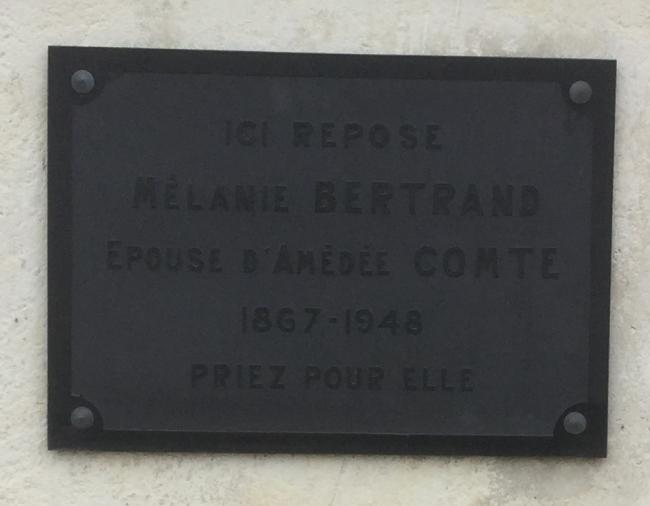 ICI REPOSE
MÉLANIE BERTRAND
EPOUSE D'AMÉDÉE COMTE
1867-1948
PRIEZ POUR ELLE